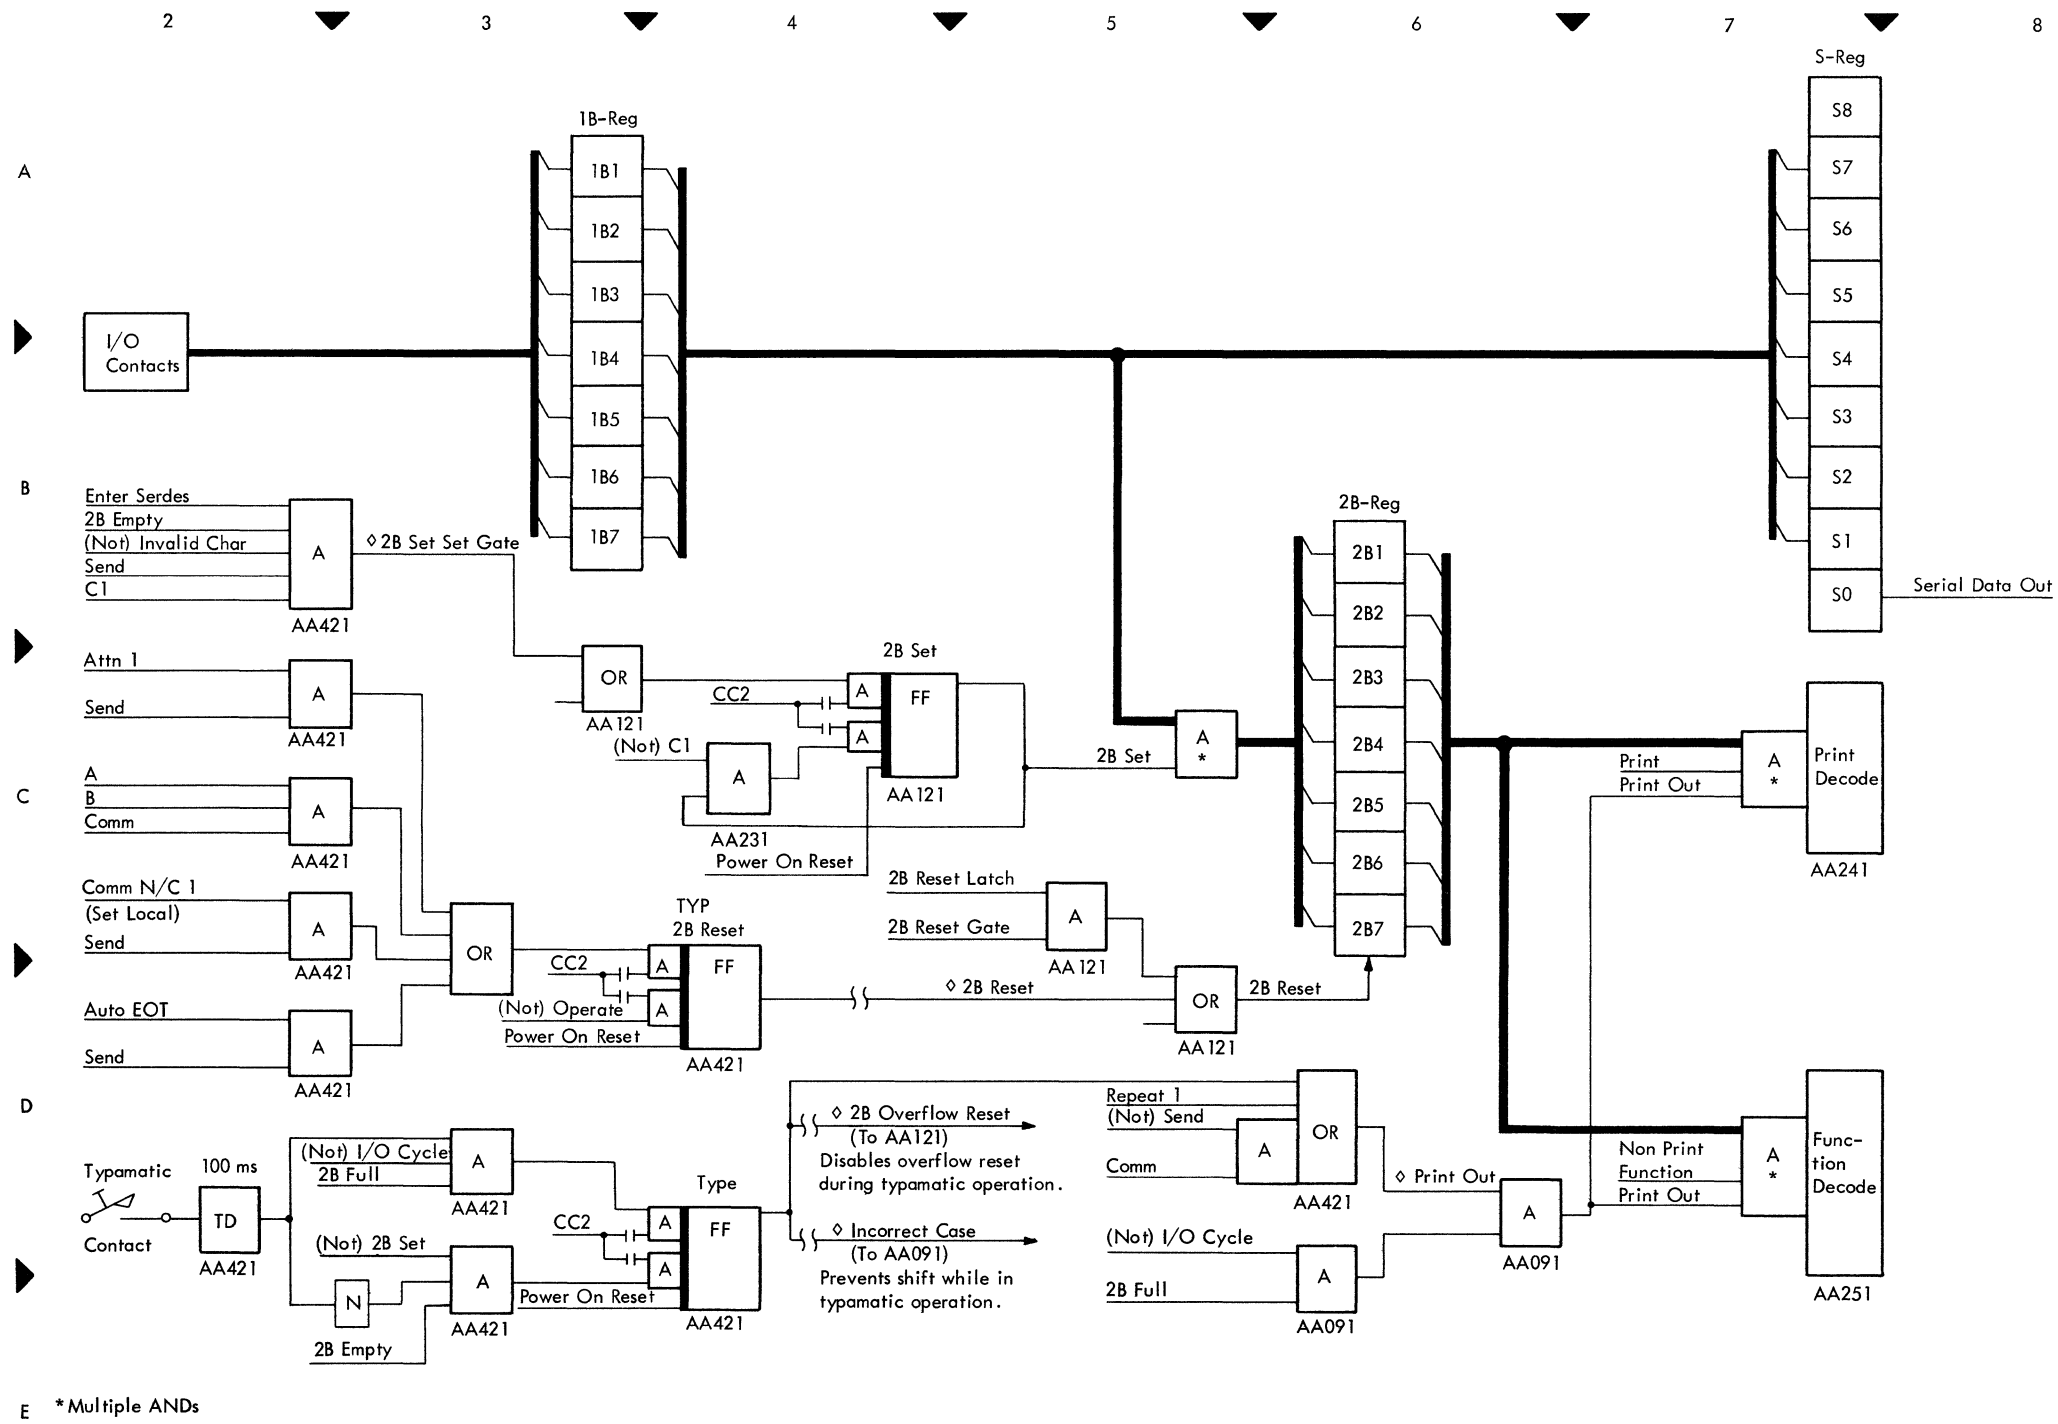 2 3 4 5 6 7 8
S-Reg
S8
1B-Reg
A
1B1
S7
1B2
S6
1B3
S5
I/O
Contacts
1B4
S4
1B5
S3
1B6
S2
B
Enter Serdes
2B Empty
(Not) Invalid Char
Send
C1
A
AA421
◊ 2B Set Set Gate
1B7
2B-Reg
S1
2B1
S0
Serial Data Out
2B2
Attn 1
Send
A
AA421
OR
AA121
2B Set
CC2
A
A
FF
AA121
2B3
(Not) C1
A
AA231
Power On Reset
2B Set
A
*
2B4
Print
Print Out
A
*
Print
Decode
AA241
C
A
B
Comm
A
AA421
2B5
2B6
2B Reset Latch
2B Reset Gate
A
AA121
2B7
Comm N/C 1
(Set Local)
Send
A
AA421
OR
TYP
2B Reset
CC2
A
A
FF
(Not) Operate
Power On Reset
AA421
◊ 2B Reset
OR
AA121
2B Reset
Auto EOT
Send
A
AA421
D
Repeat 1
(Not) Send
Comm
A
OR
AA421
◊ 2B Overflow Reset
(To AA121)
Disables overflow reset
during typamatic operation.
Non Print
Function
Print Out
A
*
Func-
tion
Decode
AA251
Typamatic
Contact
100 ms
TD
AA421
(Not) I/O Cycle
2B Full
A
AA421
Type
CC2
A
A
FF
AA421
◊ Print Out
A
AA091
◊ Incorrect Case
(To AA091)
Prevents shift while in
typamatic operation.
(Not) I/O Cycle
2B Full
A
AA091
(Not) 2B Set
N
2B Empty
A
AA421
Power On Reset
E
*Multiple ANDs